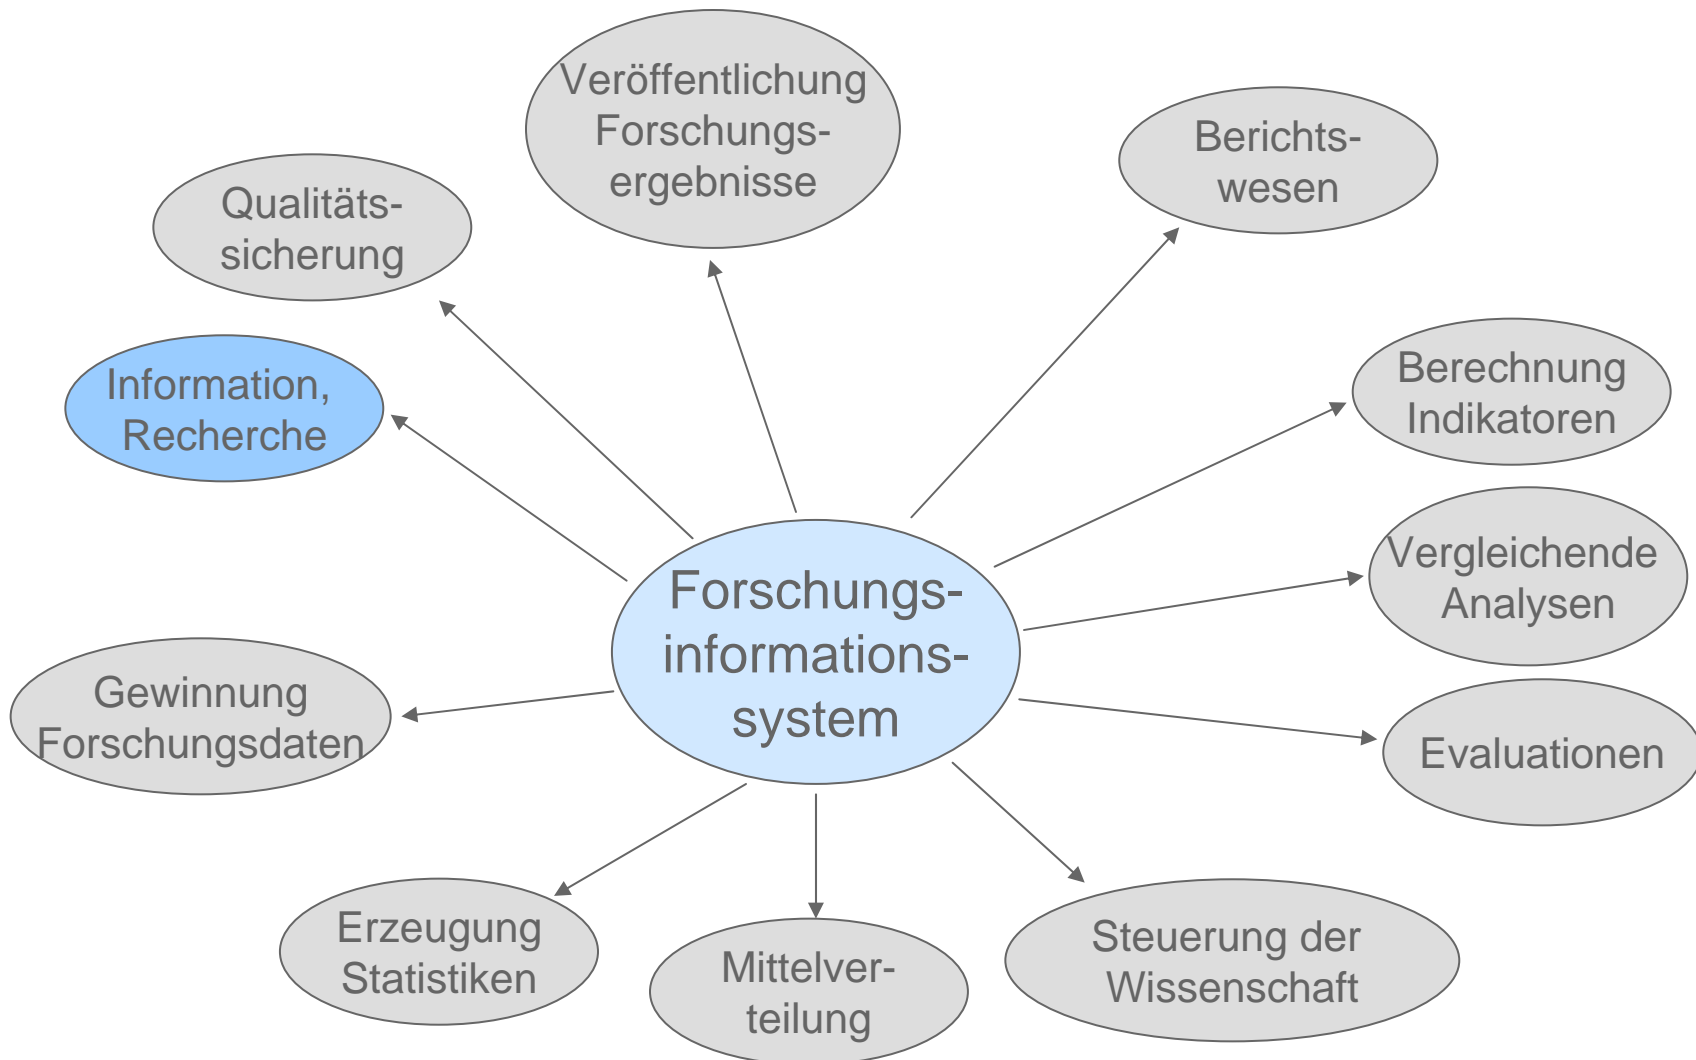 Veröffentlichung
Forschungs-
ergebnisse
Berichts-
wesen
Qualitäts-
sicherung
Information,
Recherche
Berechnung
Indikatoren
Vergleichende
Analysen
Forschungs-
informations-
system
Gewinnung
Forschungsdaten
Evaluationen
Erzeugung
Statistiken
Mittelver-
teilung
Steuerung der
Wissenschaft